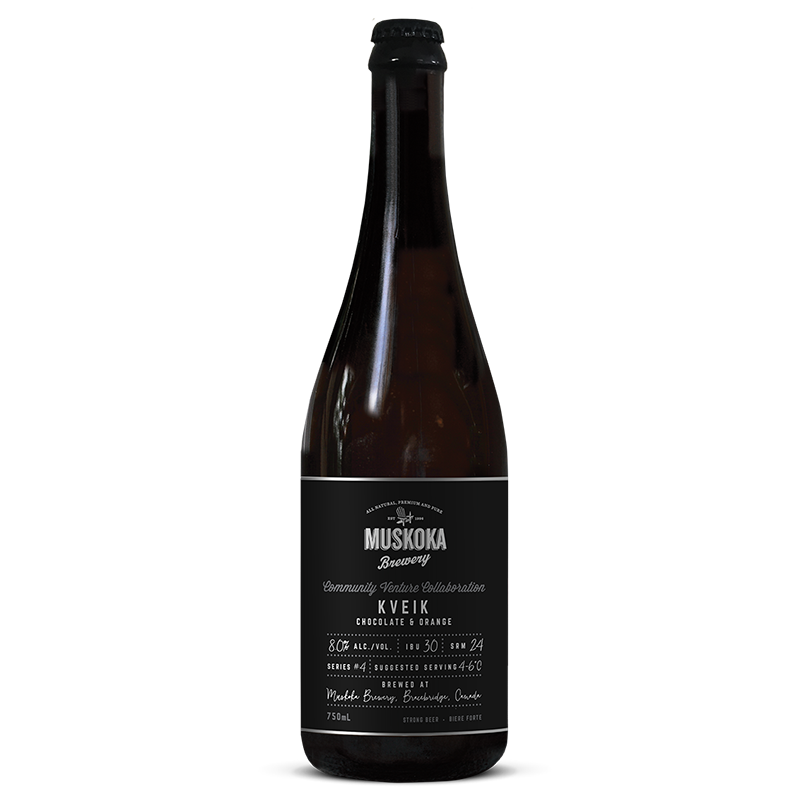 ALL NATURAL, PREMIUM AND PURE
EST 1996
MUSKOKA
Brewery
Community Venture Collaboration
KVEIK
CHOCOLATE & ORANGE
8.0% ALC./VOL. IBU 30 SRM 24
SERIES #4 SUGGESTED SERVING 4-6°C
BREWED AT
Muskoka Brewery, Bracebridge, Canada
750mL STRONG BEER - BIERE FORTE